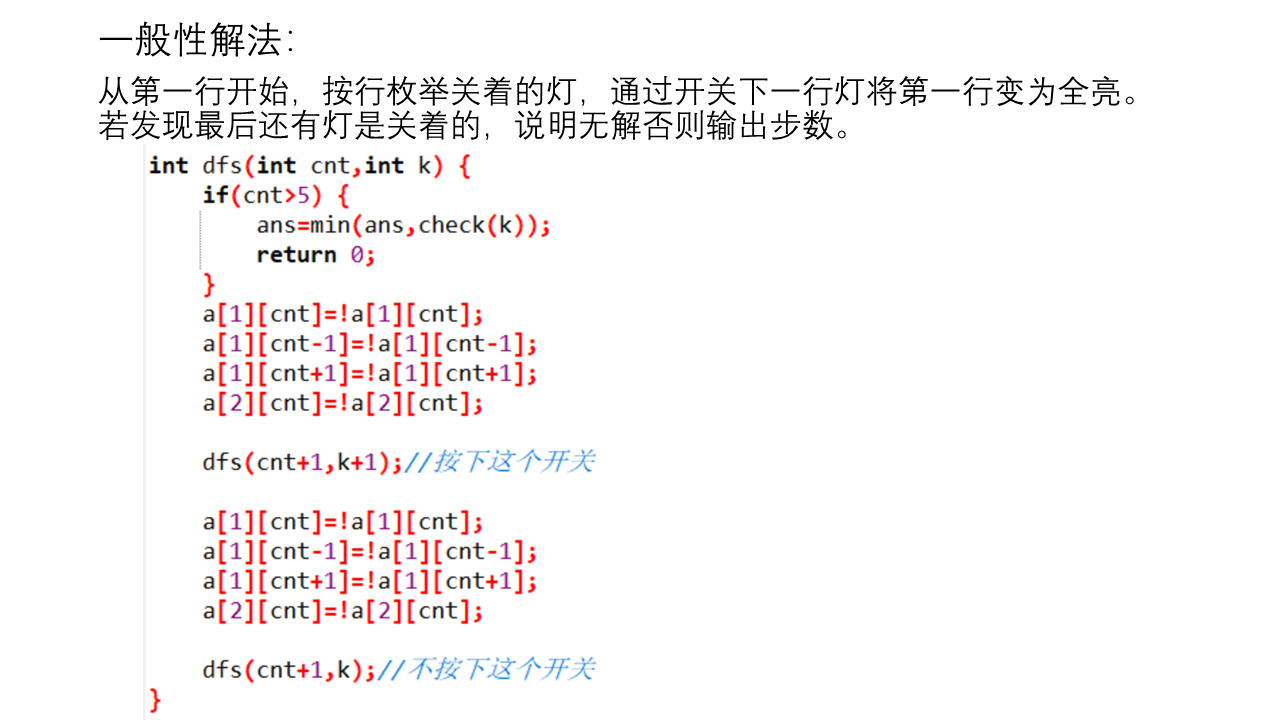 一般性解法：
从第一行开始，按行枚举关着的灯，通过开关下一行灯将第一行变为全亮。
若发现最后还有灯是关着的，说明无解否则输出步数。
int dfs(int cnt,int k) {
if(cnt>5) {
ans=min(ans,check(k));
return 0;
}
a[1][cnt]=!a[1][cnt];
a[1][cnt-1]=!a[1][cnt-1];
a[1][cnt+1]=!a[1][cnt+1];
a[2][cnt]=!a[2][cnt];
dfs(cnt+1,k+1);//按下这个开关
a[1][cnt]=!a[1][cnt];
a[1][cnt-1]=!a[1][cnt-1];
a[1][cnt+1]=!a[1][cnt+1];
a[2][cnt]=!a[2][cnt];
dfs(cnt+1,k);//不按下这个开关
}